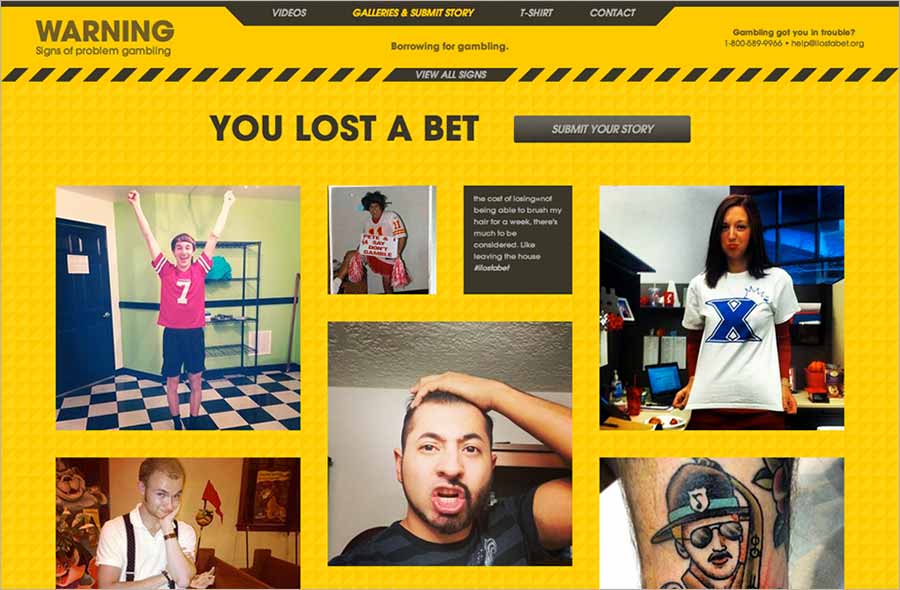 VIDEOS
GALLERIES & SUBMIT STORY
T-SHIRT
CONTACT
WARNING
Signs of problem gambling
Borrowing for gambling.
Gambling got you in trouble?
1-800-589-9966 • help@ilostabet.org
VIEW ALL SIGNS
YOU LOST A BET
SUBMIT YOUR STORY
7
11
PETE &
SAY
DON'T
GAMBLE
the cost of losing=not
being able to brush my
hair for a week, there's
much to be
considered. Like
leaving the house
#ilostabet
X